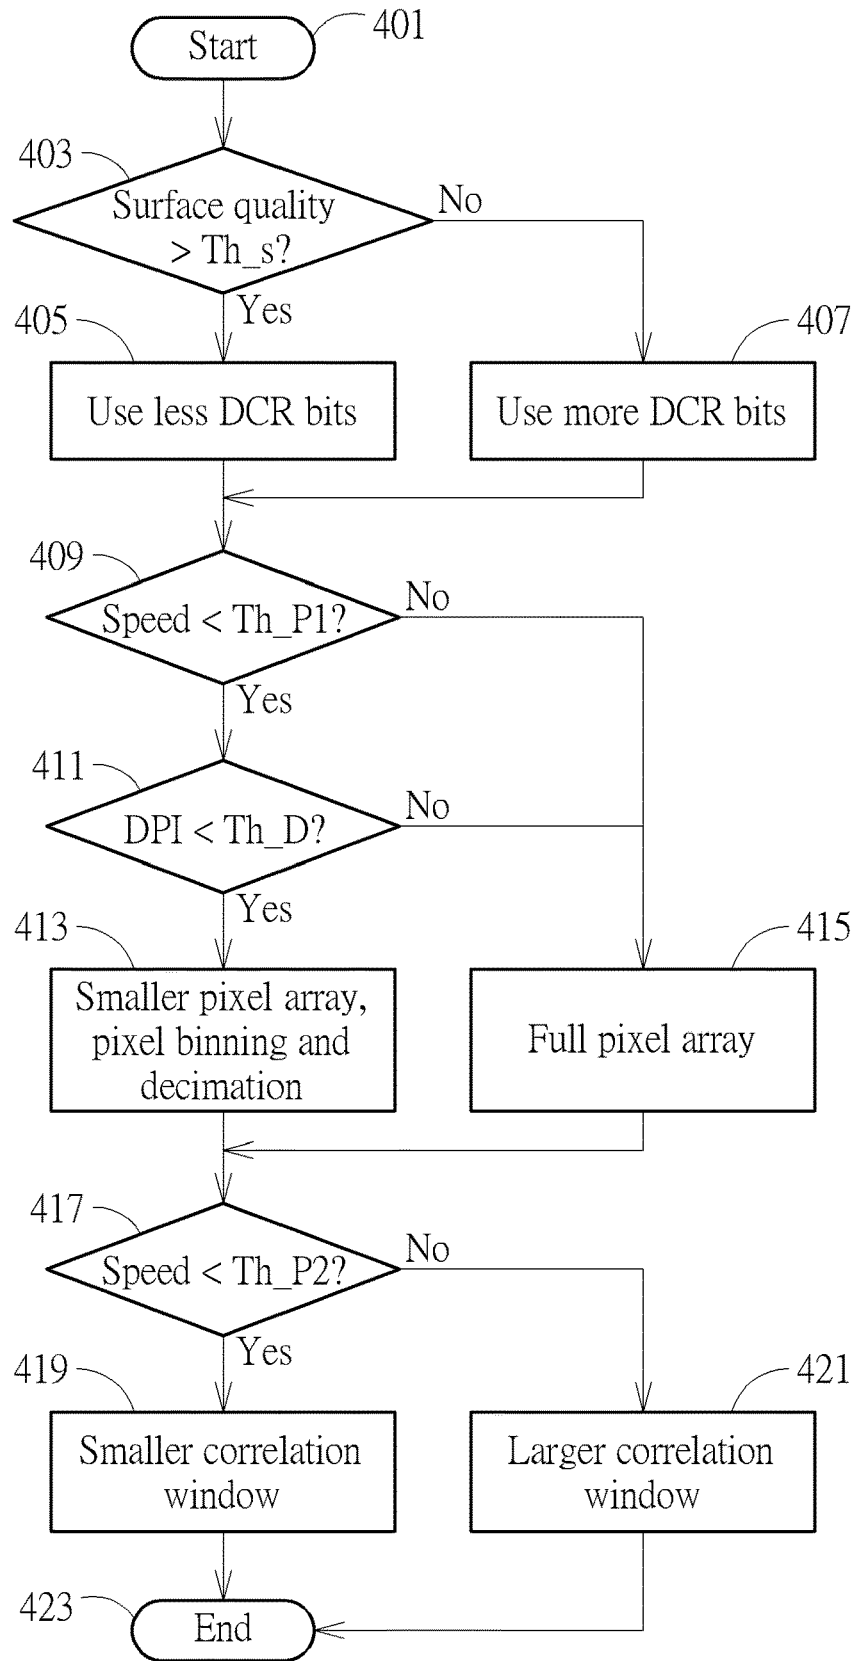 Start
401
403
Surface quality
> Th_s?
No
Yes
405
407
Use less DCR bits
Use more DCR bits
409
Speed < Th_P1?
No
Yes
411
DPI < Th_D?
No
Yes
413
415
Smaller pixel array,
pixel binning and
decimation
Full pixel array
417
Speed < Th_P2?
No
Yes
419
421
Smaller correlation
window
Larger correlation
window
423
End